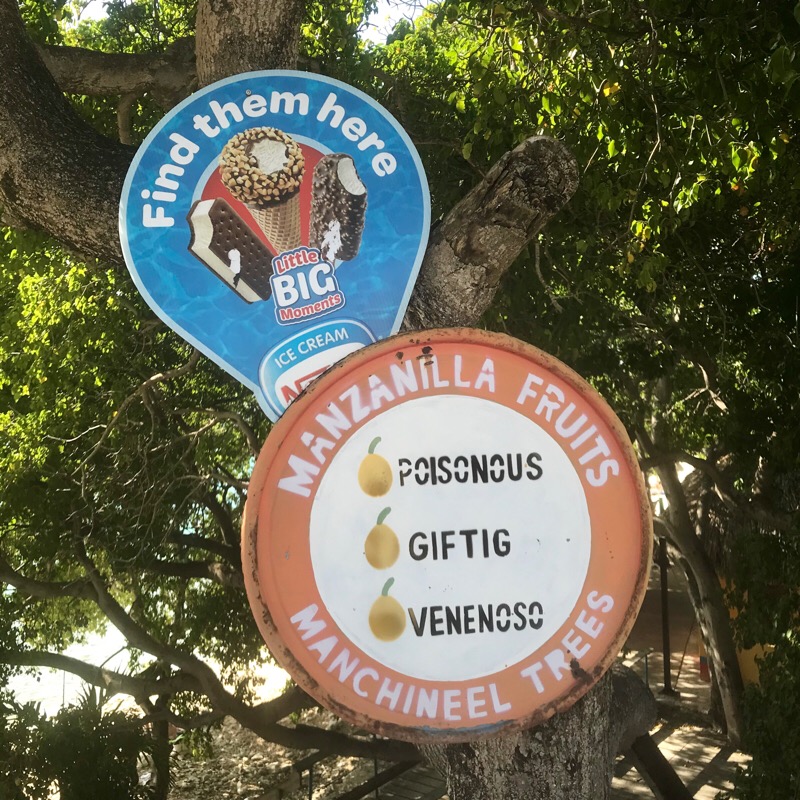 Find them here
Little
BIG
Moments
ICE CREAM
MANZANILLA FRUITS
POISONOUS
GIFTIG
VENENOSO
MANCHINEEL TREES